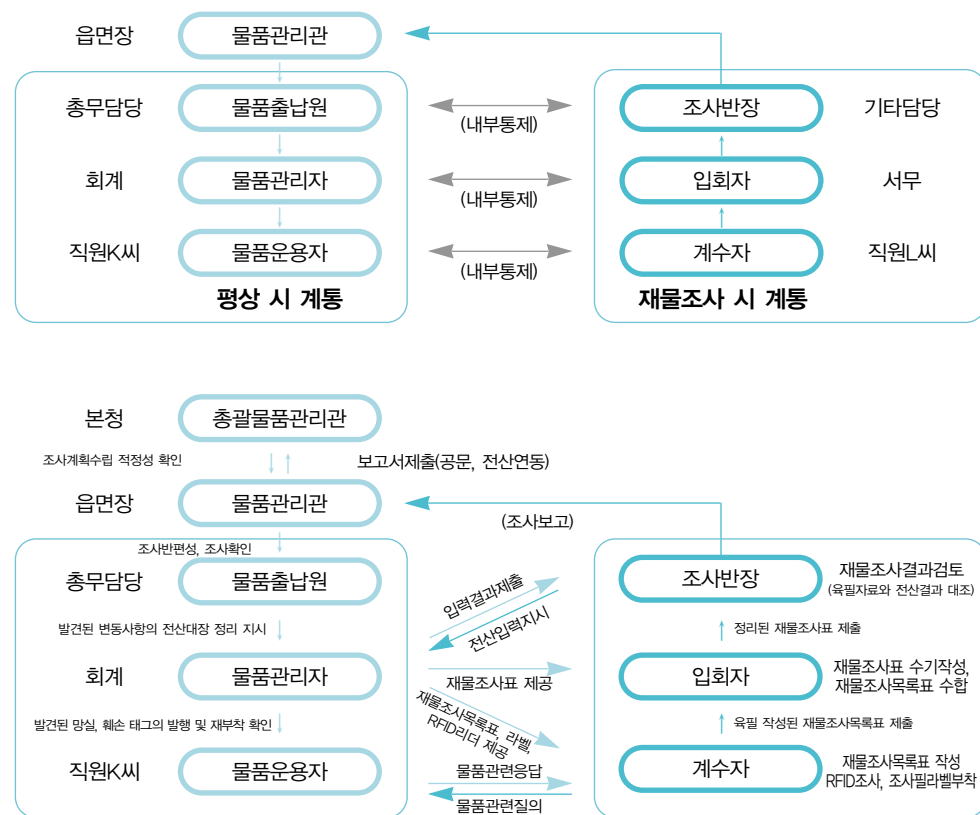 읍면장 물품관리관
총무담당 물품출납원 (내부통제) 조사반장 기타담당
회계 물품관리자 (내부통제) 입회자 서무
직원K씨 물품운용자 (내부통제) 계수자 직원L씨
평상 시 계통 재물조사 시 계통
본청 총괄물품관리관
조사계획수립 적정성 확인 보고서제출(공문, 전산연동)
읍면장 물품관리관
(조사보고)
조사반편성, 조사확인
총무담당 물품출납원 조사반장 재물조사결과검토
(육필자료와 전산결과 대조)
입력결과제출
전산입력지시
발견된 변동사항의 전산대장 정리 지시 정리된 재물조사표 제출
회계 물품관리자 재물조사표 제공 입회자 재물조사표 수기작성,
재물조사목록표 수합
재물조사목록표, 라벨,
RFID리더 제공
발견된 망실, 훼손 태그의 발행 및 재부착 확인 육필 작성된 재물조사목록표 제출
직원K씨 물품운용자 물품관련응답 계수자 재물조사목록표 작성
RFID조사, 조사필라벨부착
물품관련질의